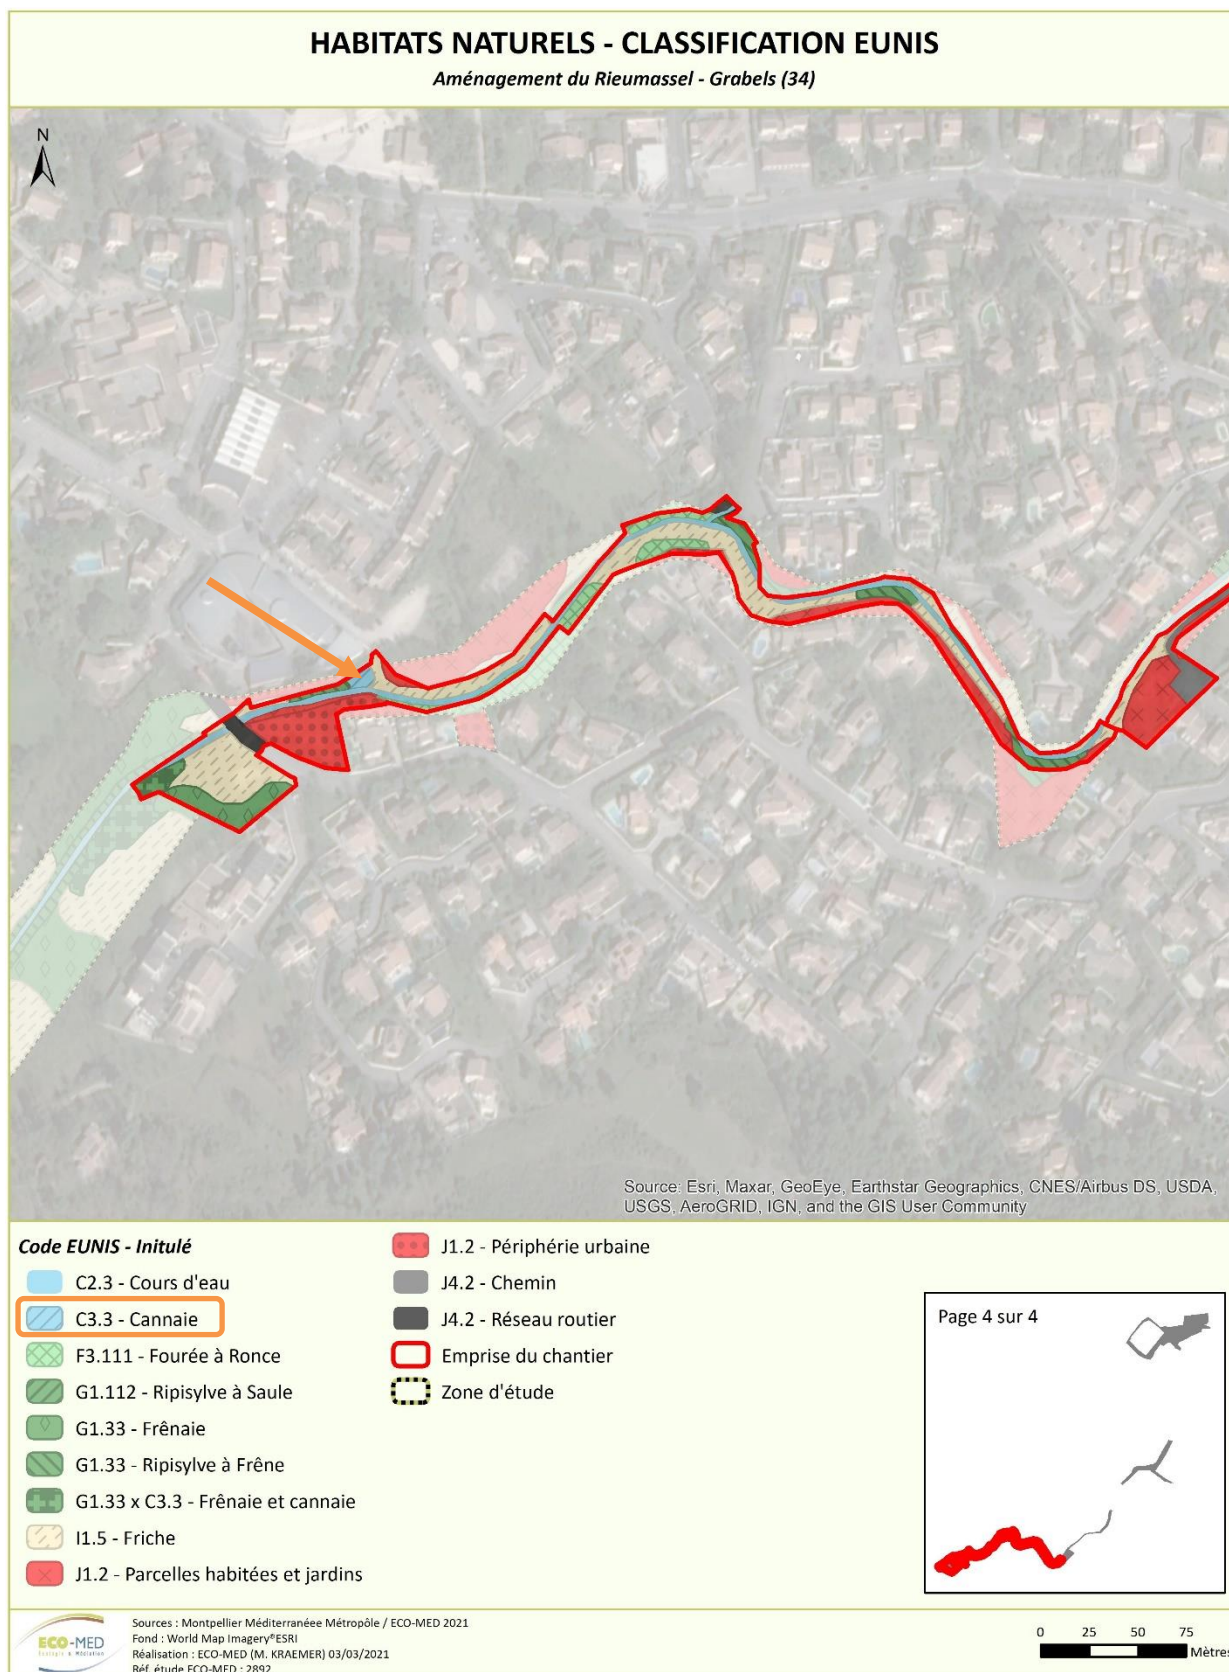 HABITATS NATURELS - CLASSIFICATION EUNIS
Aménagement du Rieumassel - Grabels (34)
N
Source: Esri, Maxar, GeoEye, Earthstar Geographics, CNES/Airbus DS, USDA,
USGS, AeroGRID, IGN, and the GIS User Community
Code EUNIS - Initulé
C2.3 - Cours d'eau
C3.3 - Cannaie
F3.111 - Fourée à Ronce
G1.112 - Ripisylve à Saule
G1.33 - Frênaie
G1.33 - Ripisylve à Frêne
G1.33 x C3.3 - Frênaie et cannaie
I1.5 - Friche
J1.2 - Parcelles habitées et jardins
J1.2 - Périphérie urbaine
J4.2 - Chemin
J4.2 - Réseau routier
Emprise du chantier
Zone d'étude
Page 4 sur 4
ECO-MED
Ecologie & Médiation
Sources : Montpellier Méditerranéee Métropôle / ECO-MED 2021
Fond : World Map Imagery®ESRI
Réalisation : ECO-MED (M. KRAEMER) 03/03/2021
Réf. étude ECO-MED : 2892
0 25 50 75
Mètres